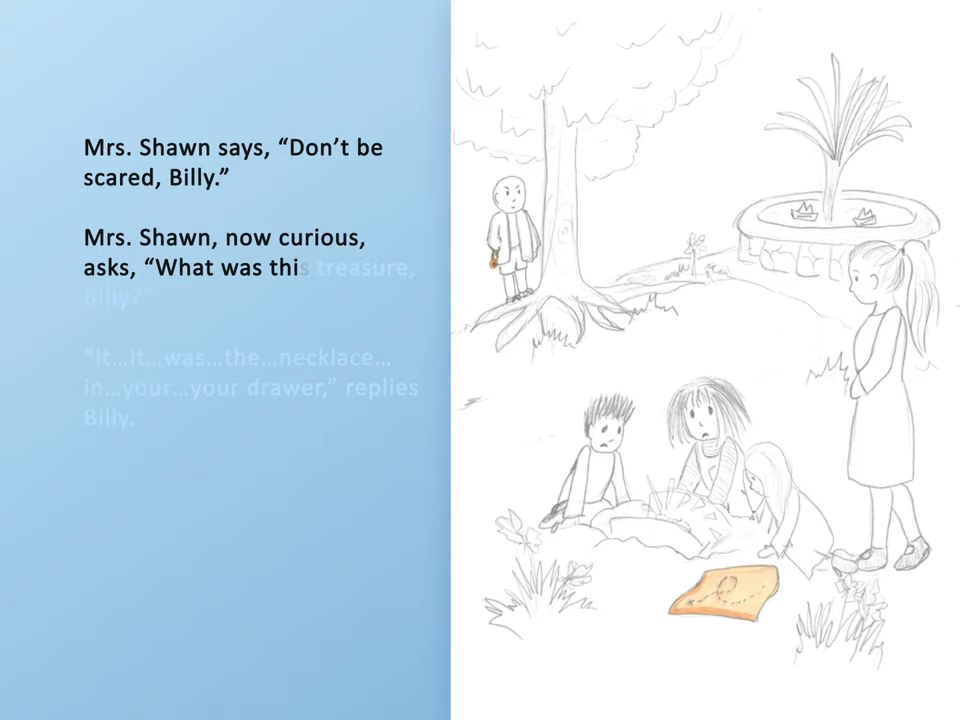 Mrs. Shawn says, “Don’t be
scared, Billy.”
Mrs. Shawn, now curious,
asks, “What was this treasure,
Billy?”
“It…it…was…the…necklace…
in…your…your drawer,” replies
Billy.